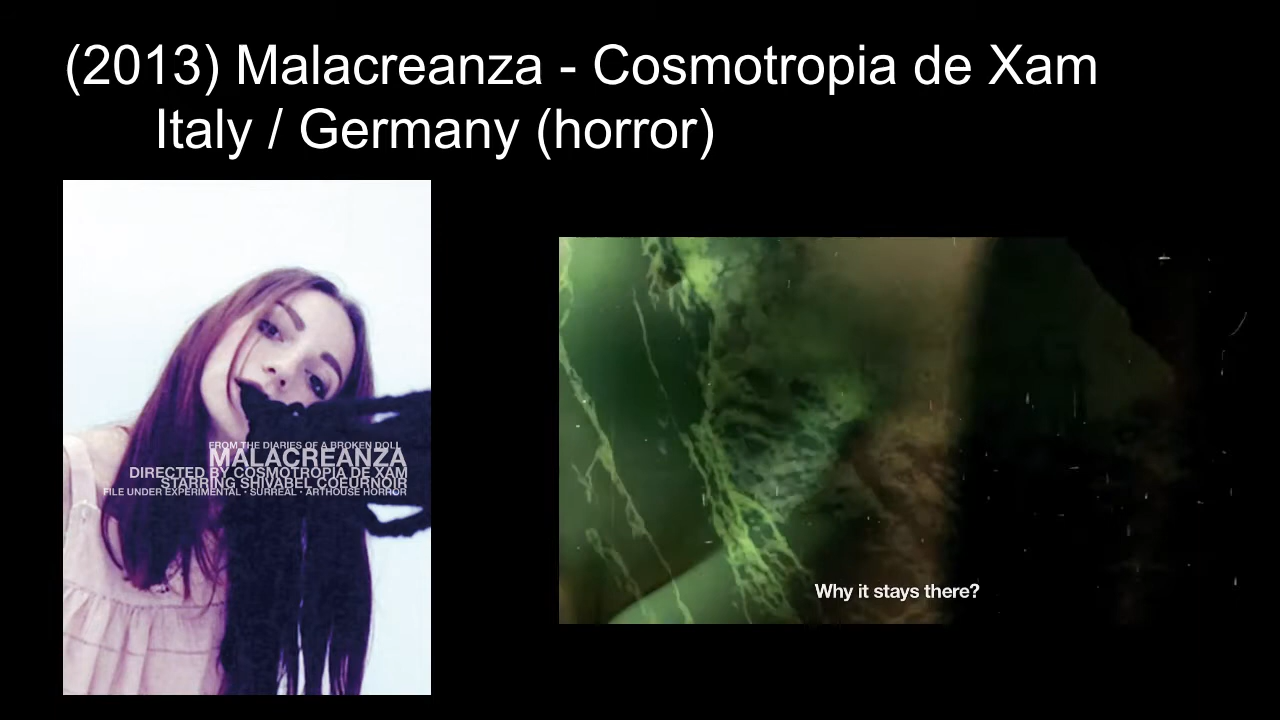 (2013) Malacreanza - Cosmotropia de Xam
Italy / Germany (horror)
FROM THE DIARIES OF A BROKEN DOLL
MALACREANZA
DIRECTED BY COSMOTROPIA DE XAM
STARRING SHIVABEL COEURNOIR
FILE UNDER EXPERIMENTAL • SURREAL • ARTHOUSE HORROR
Why it stays there?